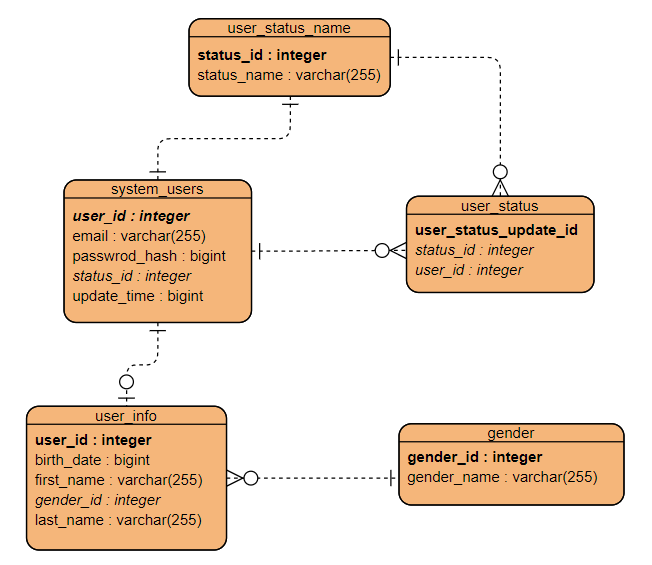 user_status_name
status_id : integer
status_name : varchar(255)
system_users
user_id : integer
email : varchar(255)
passwrod_hash : bigint
status_id : integer
update_time : bigint
user_status
user_status_update_id
status_id : integer
user_id : integer
user_info
user_id : integer
birth_date : bigint
first_name : varchar(255)
gender_id : integer
last_name : varchar(255)
gender
gender_id : integer
gender_name : varchar(255)